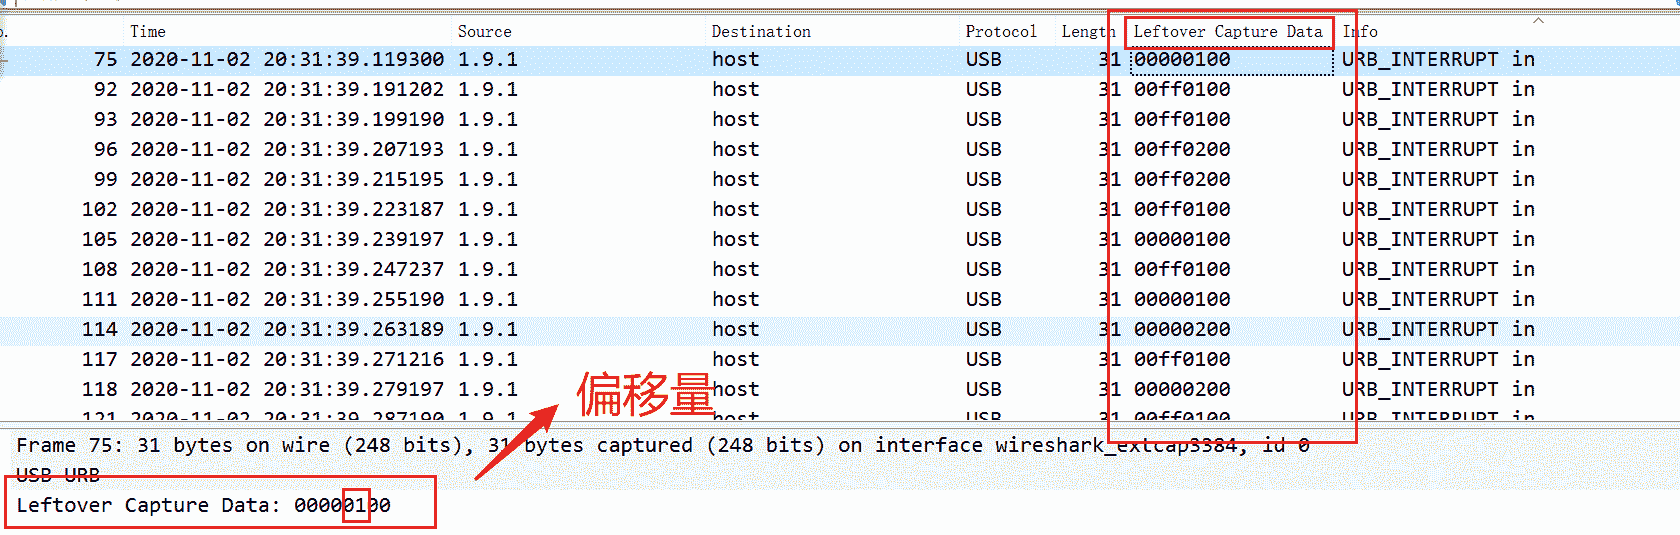 Time Source Destination Protocol Length Leftover Capture Data Info
75 2020-11-02 20:31:39.119300 1.9.1 host USB 31 00000100 URB_INTERRUPT in
92 2020-11-02 20:31:39.191202 1.9.1 host USB 31 00ff0100 URB_INTERRUPT in
93 2020-11-02 20:31:39.199190 1.9.1 host USB 31 00ff0100 URB_INTERRUPT in
96 2020-11-02 20:31:39.207193 1.9.1 host USB 31 00ff0200 URB_INTERRUPT in
99 2020-11-02 20:31:39.215195 1.9.1 host USB 31 00ff0200 URB_INTERRUPT in
102 2020-11-02 20:31:39.223187 1.9.1 host USB 31 00ff0100 URB_INTERRUPT in
105 2020-11-02 20:31:39.239197 1.9.1 host USB 31 00000100 URB_INTERRUPT in
108 2020-11-02 20:31:39.247237 1.9.1 host USB 31 00ff0100 URB_INTERRUPT in
111 2020-11-02 20:31:39.255190 1.9.1 host USB 31 00000100 URB_INTERRUPT in
114 2020-11-02 20:31:39.263189 1.9.1 host USB 31 00000200 URB_INTERRUPT in
117 2020-11-02 20:31:39.271216 1.9.1 host USB 31 00ff0100 URB_INTERRUPT in
118 2020-11-02 20:31:39.279197 1.9.1 host USB 31 00000200 URB_INTERRUPT in
121 2020-11-02 20:31:39.287190 1.9.1 host USB 31 00ff0100 URB_INTERRUPT in
偏移量
Frame 75: 31 bytes on wire (248 bits), 31 bytes captured (248 bits) on interface wireshark_extcap3384, id 0
USB URB
Leftover Capture Data: 00000100